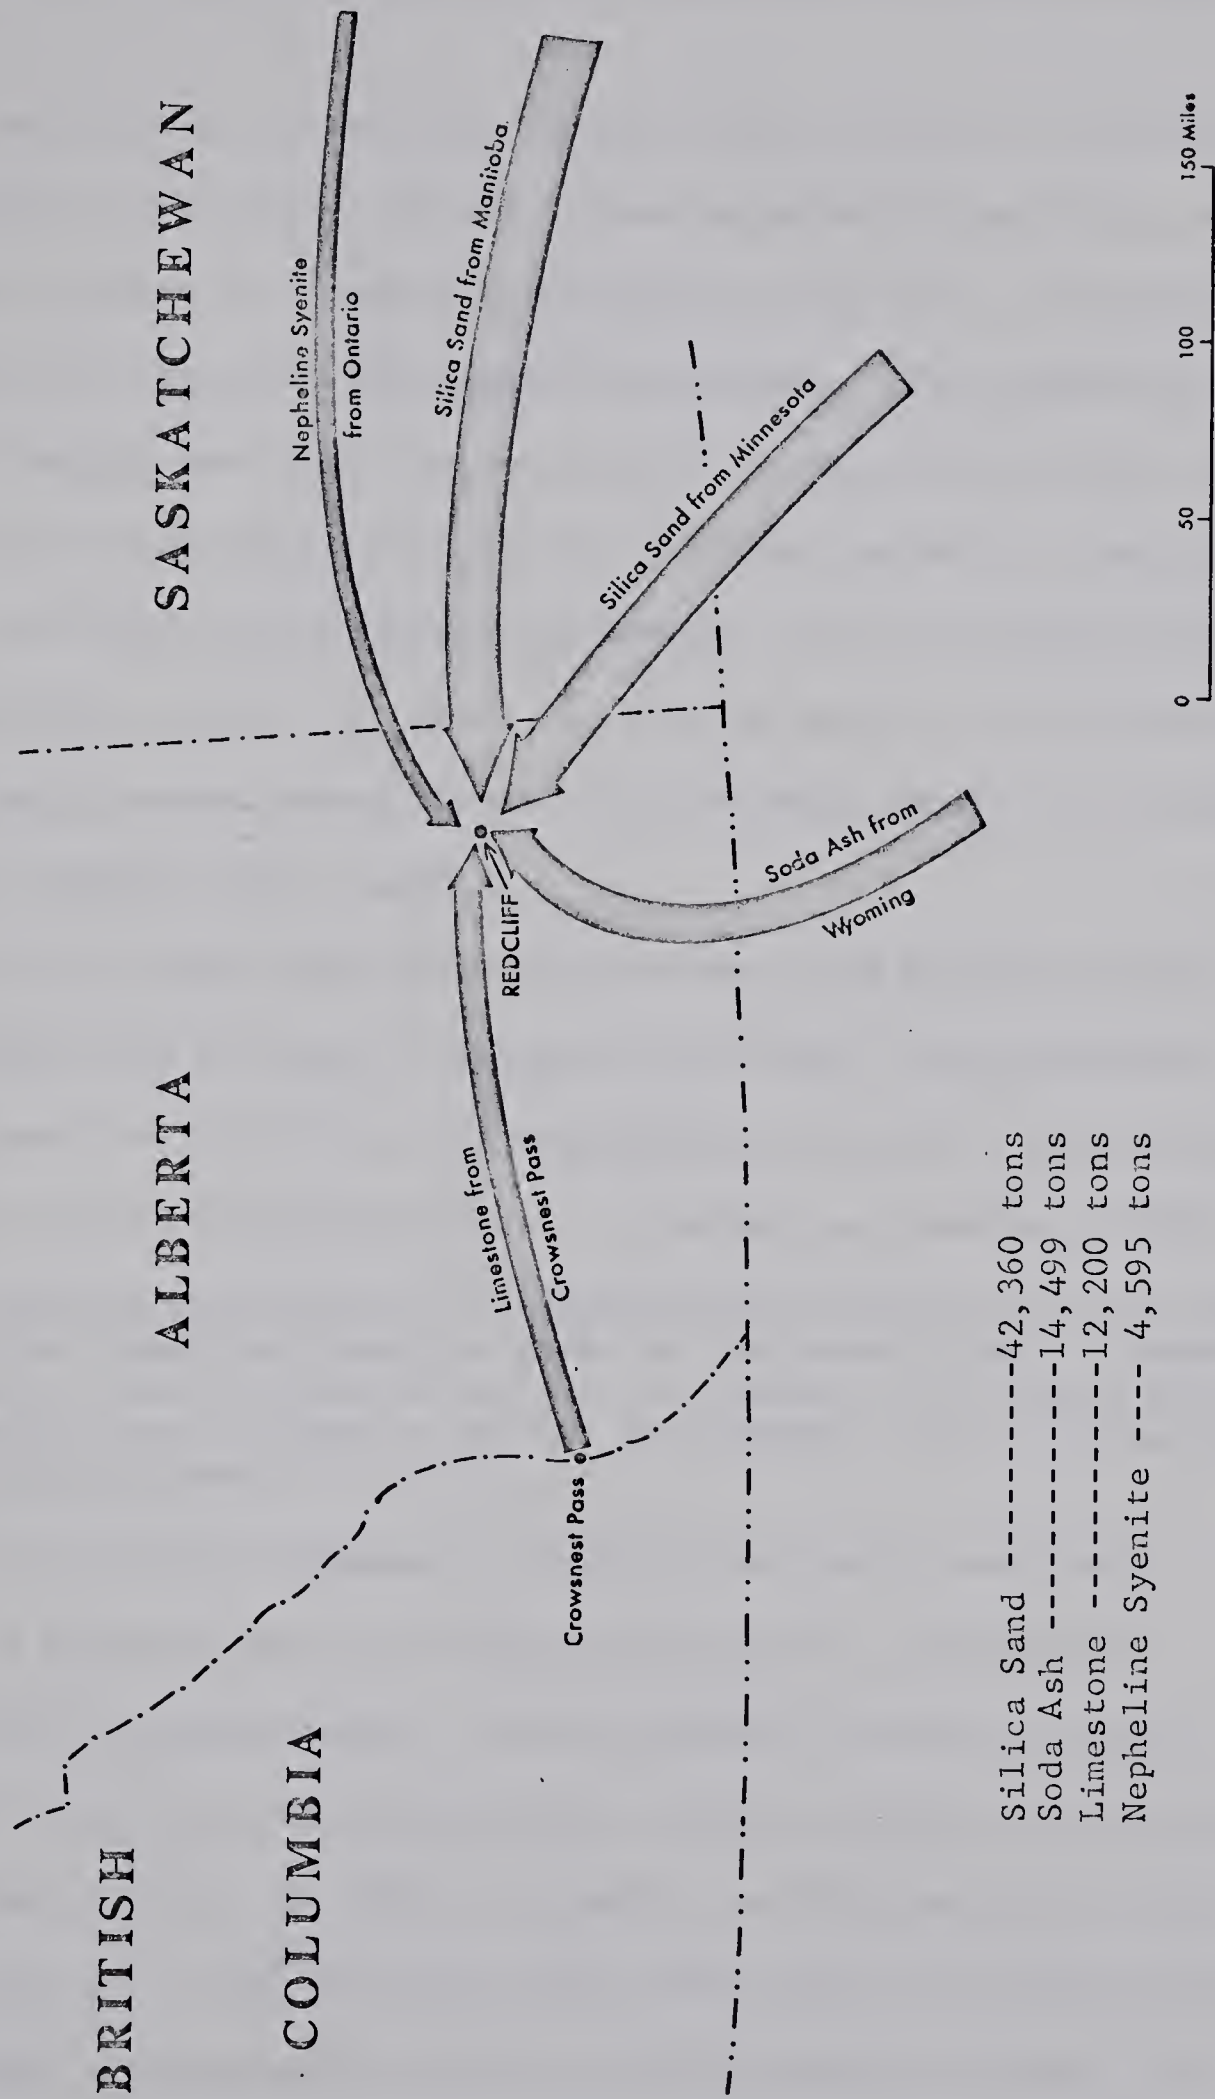 BRITISH
COLUMBIA
ALBERTA
SASKATCHEWAN
Nepheline Syenite
from Ontario
Silica Sand from Manitoba
Silica Sand from Minnesota
Soda Ash from
Wyoming
REDCLIFF
Limestone from
Crowsnest Pass
Crowsnest Pass
Silica Sand ----------42,360 tons
Soda Ash -------------14,499 tons
Limestone ------------12,200 tons
Nepheline Syenite ---- 4,595 tons
0 50 100 150 Miles